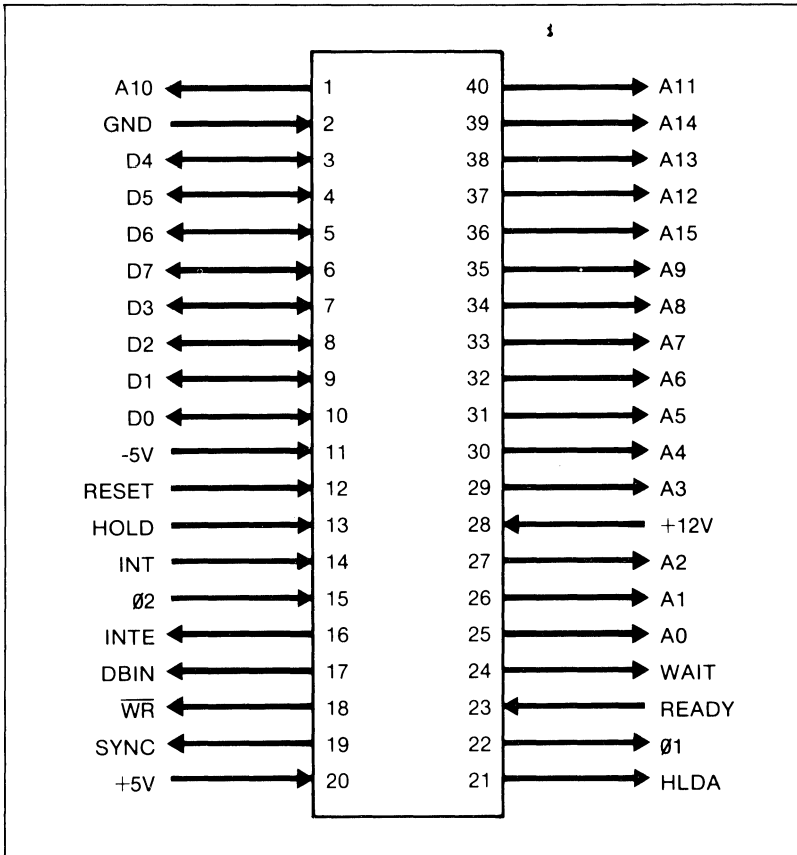 A10 1 40 A11
GND 2 39 A14
D4 3 38 A13
D5 4 37 A12
D6 5 36 A15
D7 6 35 A9
D3 7 34 A8
D2 8 33 A7
D1 9 32 A6
D0 10 31 A5
-5V 11 30 A4
RESET 12 29 A3
HOLD 13 28 +12V
INT 14 27 A2
Ø2 15 26 A1
INTE 16 25 A0
DBIN 17 24 WAIT
W̅R̅ 18 23 READY
SYNC 19 22 Ø1
+5V 20 21 HLDA